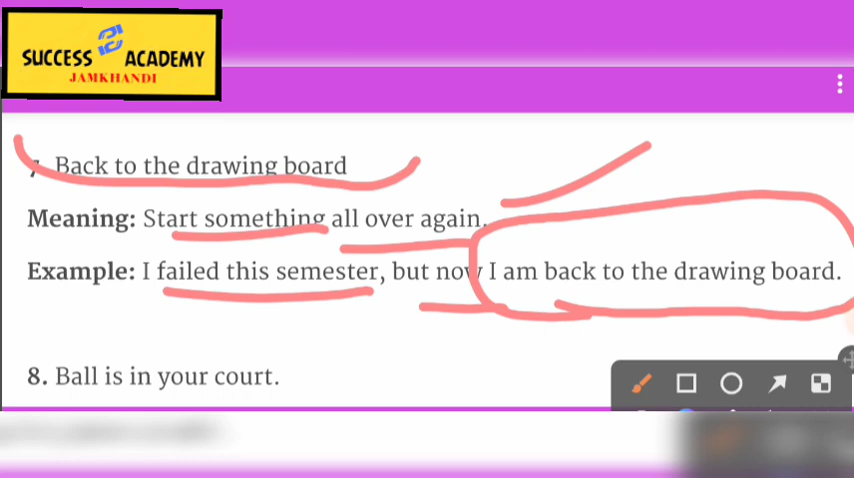 SUCCESS ACADEMY
JAMKHANDI
7. Back to the drawing board
Meaning: Start something all over again.
Example: I failed this semester, but now I am back to the drawing board.
8. Ball is in your court.